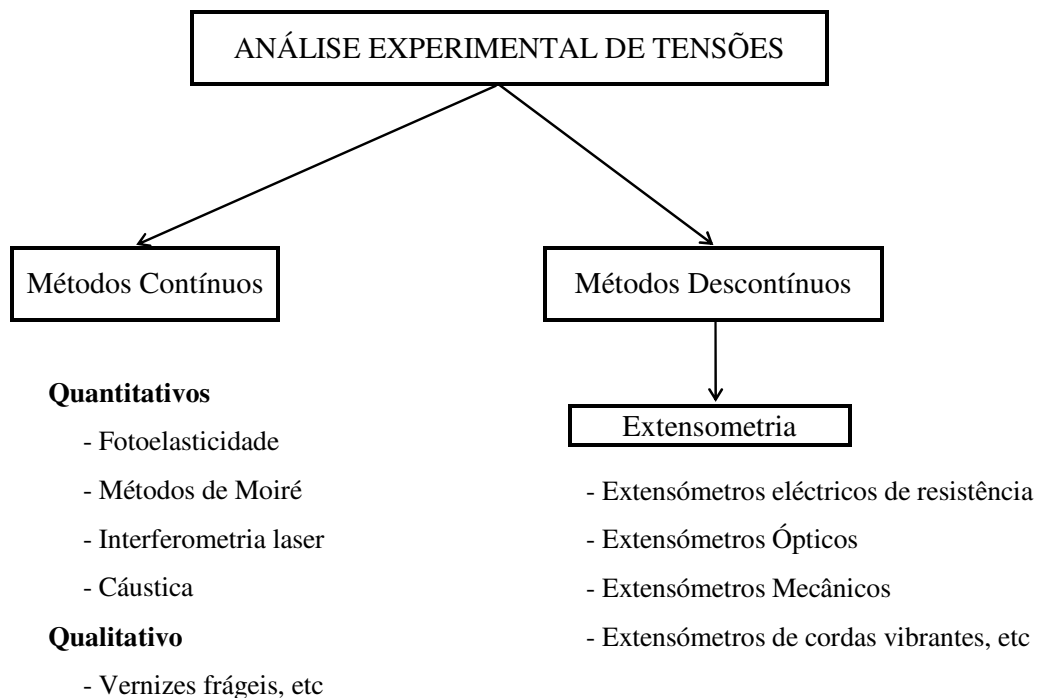 ANÁLISE EXPERIMENTAL DE TENSÕES
Métodos Contínuos
Quantitativos
- Fotoelasticidade
- Métodos de Moiré
- Interferometria laser
- Cáustica
Qualitativo
- Vernizes frágeis, etc
Métodos Descontínuos
Extensometria
- Extensómetros eléctricos de resistência
- Extensómetros Ópticos
- Extensómetros Mecânicos
- Extensómetros de cordas vibrantes, etc